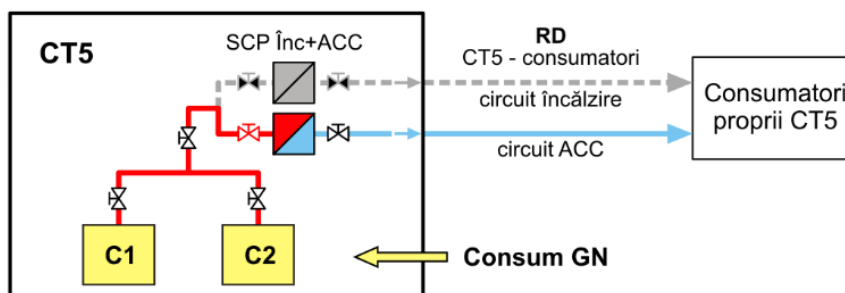 CT5
SCP Înc+ACC
RD
CT5 - consumatori
circuit încălzire
circuit ACC
Consumatori
proprii CT5
C1
C2
Consum GN